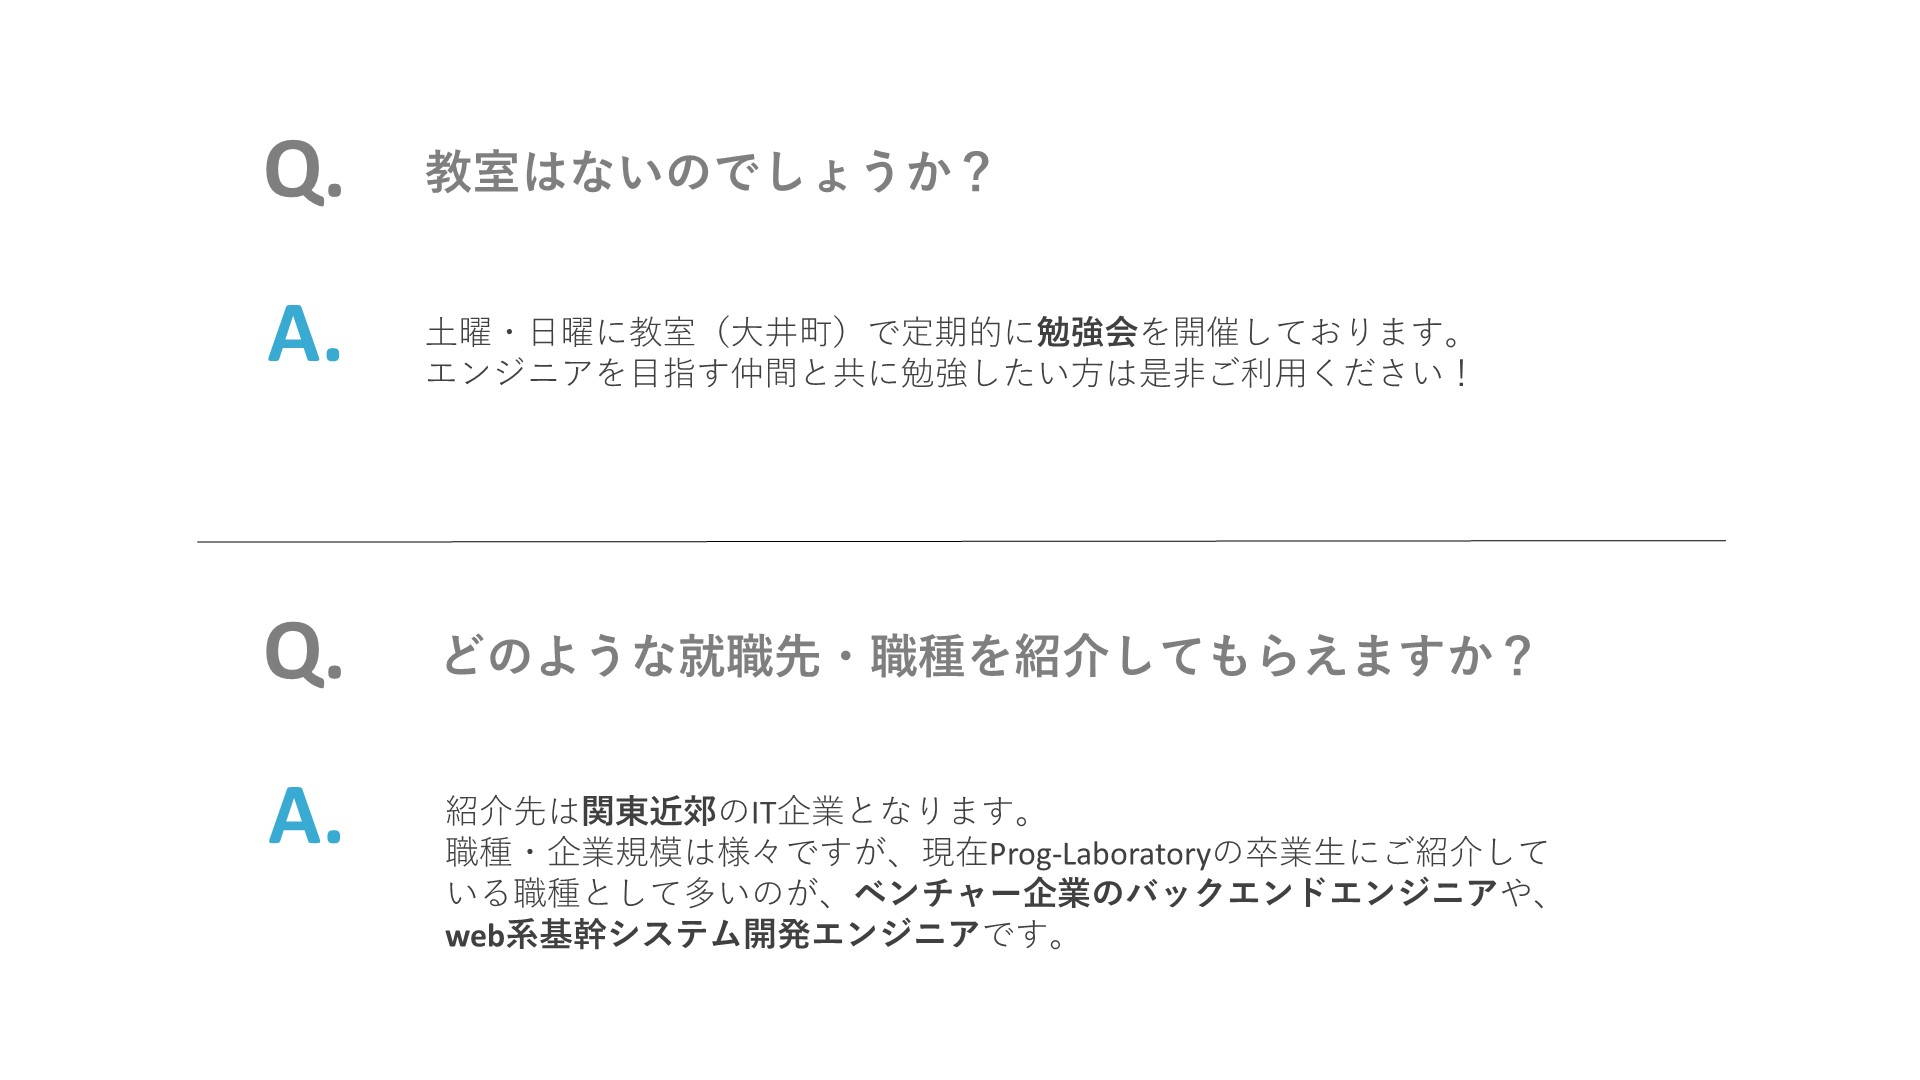 Q. 教室はないのでしょうか？
A. 土曜・日曜に教室（大井町）で定期的に勉強会を開催しております。
エンジニアを目指す仲間と共に勉強したい方は是非ご利用ください！
Q. どのような就職先・職種を紹介してもらえますか？
A. 紹介先は関東近郊のIT企業となります。
職種・企業規模は様々ですが、現在Prog-Laboratoryの卒業生にご紹介して
いる職種として多いのが、ベンチャー企業のバックエンドエンジニアや、
web系基幹システム開発エンジニアです。